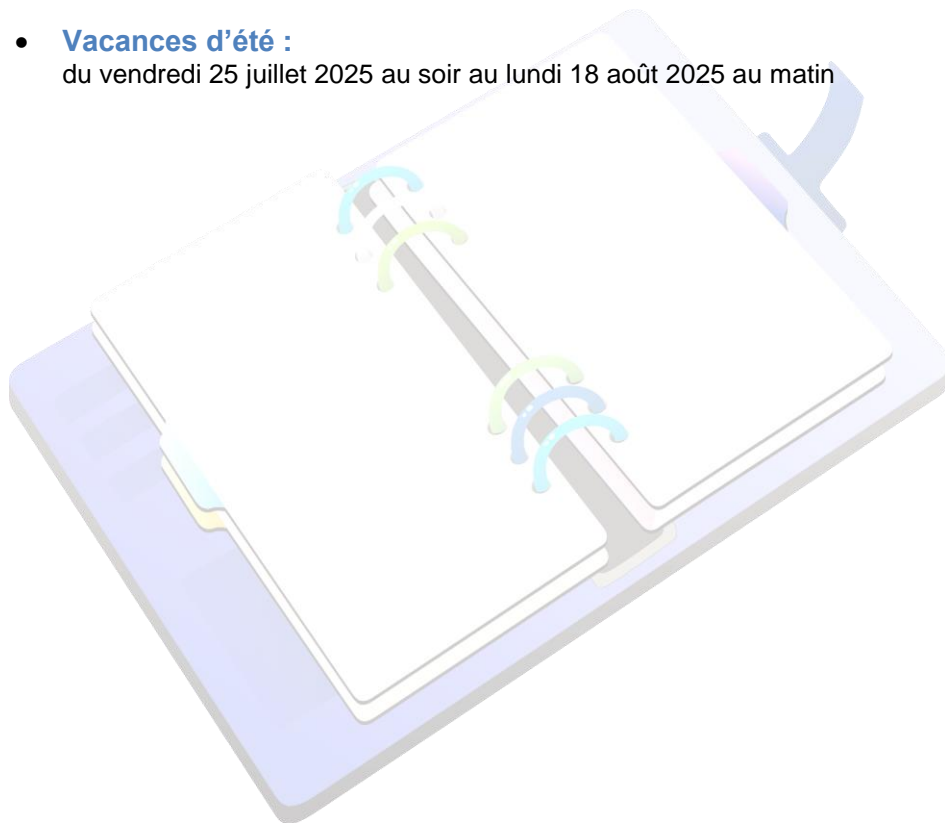 • Vacances d’été :
du vendredi 25 juillet 2025 au soir au lundi 18 août 2025 au matin